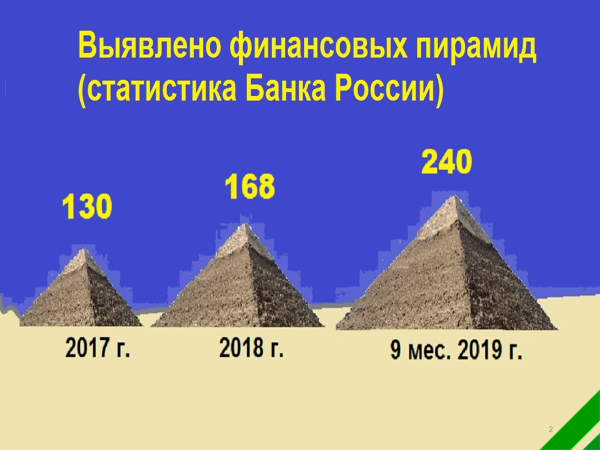 Выявлено финансовых пирамид
(статистика Банка России)
130
168
240
2017 г.
2018 г.
9 мес. 2019 г.
2